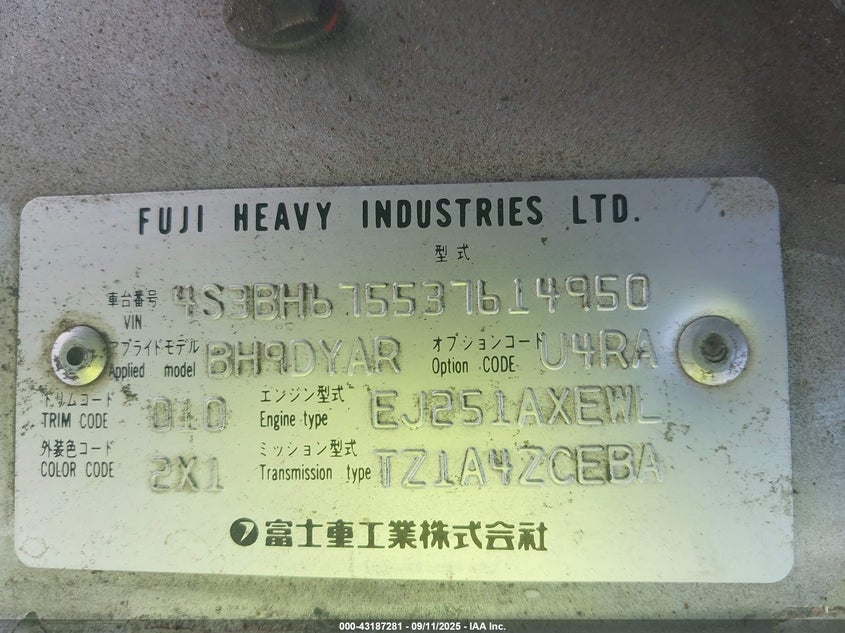 FUJI HEAVY INDUSTRIES LTD.
型式
車台番号 VIN 4S3BH675537614950
アプライドモデル Applied model BH9DYAR オプションコード Option CODE U4RA
トリムコード TRIM CODE 010 エンジン型式 Engine type EJ251AXEWL
外装色コード COLOR CODE 2X1 ミッション型式 Transmission type TZ1A4ZCEBA
富士重工業株式会社
000-43187281 - 09/11/2025 - IAA Inc.